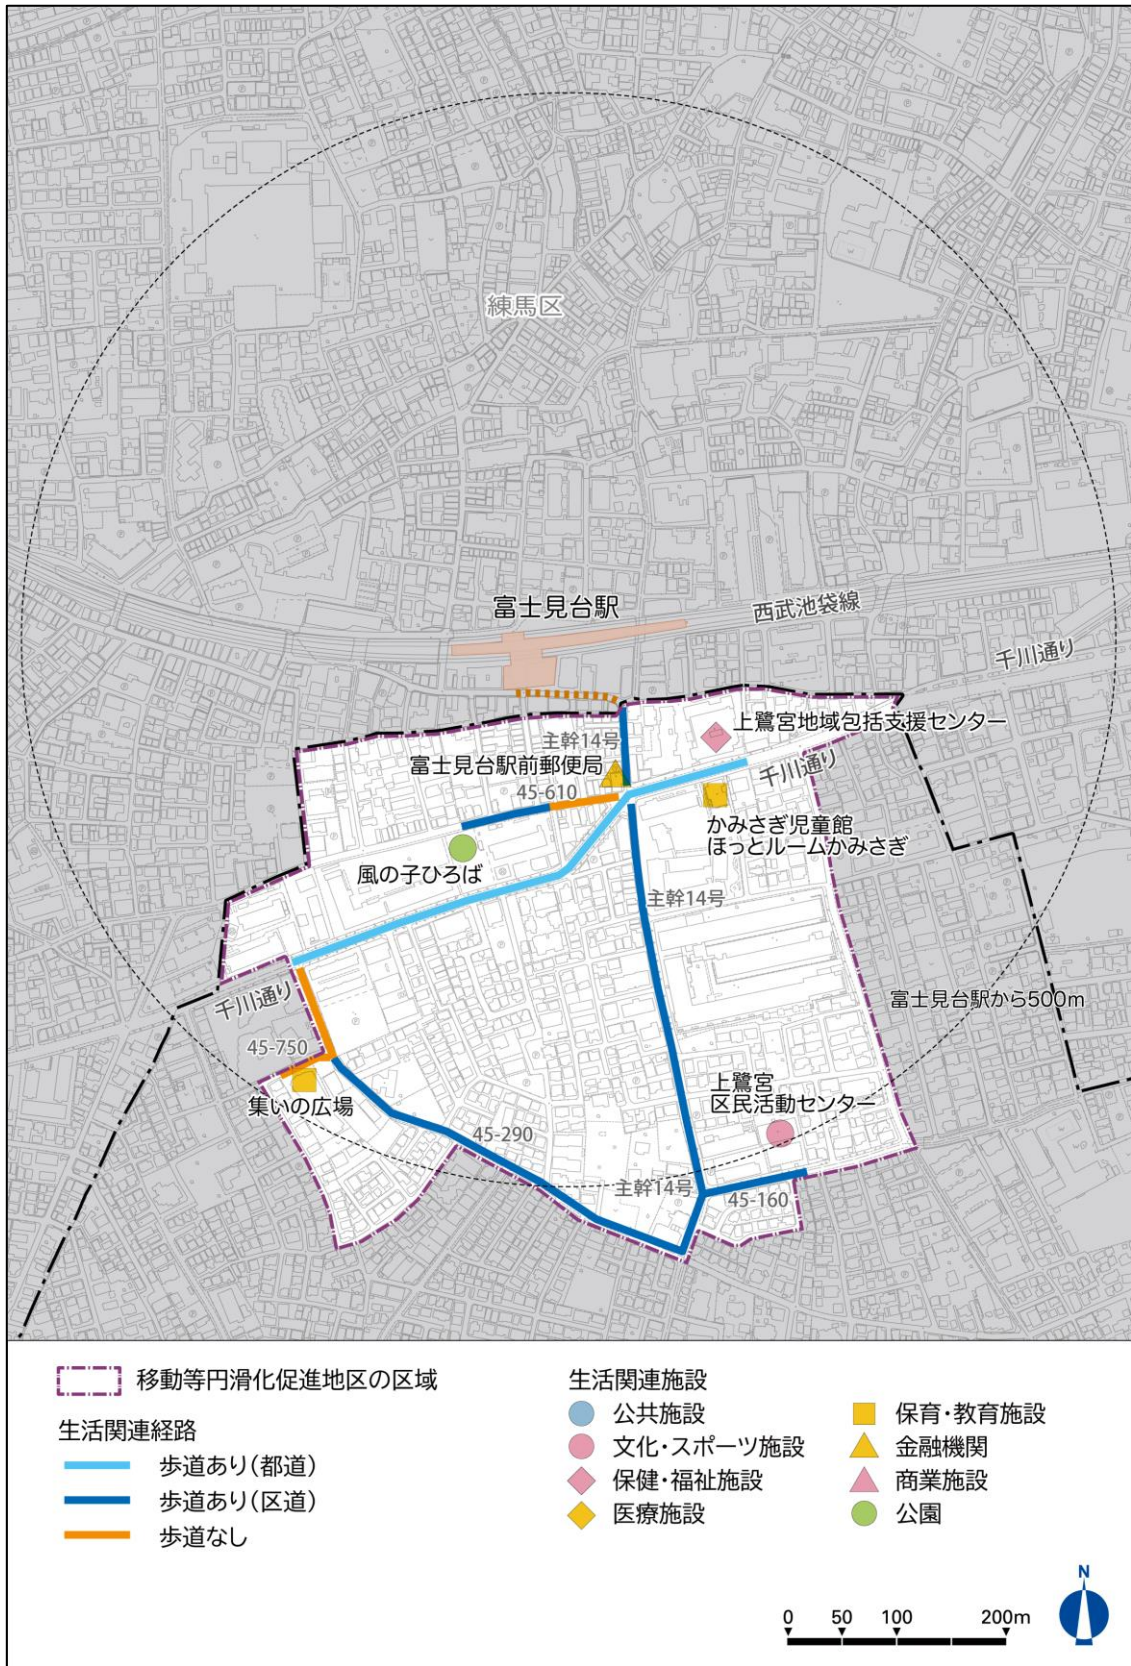 練馬区
富士見台駅
西武池袋線
千川通り
上鷺宮地域包括支援センター
主幹14号
富士見台駅前郵便局
千川通り
45-610
かみさぎ児童館
ほっとルームかみさぎ
風の子ひろば
主幹14号
千川通り
富士見台駅から500m
45-750
集いの広場
上鷺宮
区民活動センター
45-290
主幹14号
45-160
移動等円滑化促進地区の区域
生活関連経路
歩道あり(都道)
歩道あり(区道)
歩道なし
生活関連施設
公共施設
文化・スポーツ施設
保健・福祉施設
医療施設
保育・教育施設
金融機関
商業施設
公園
N
0 50 100 200m